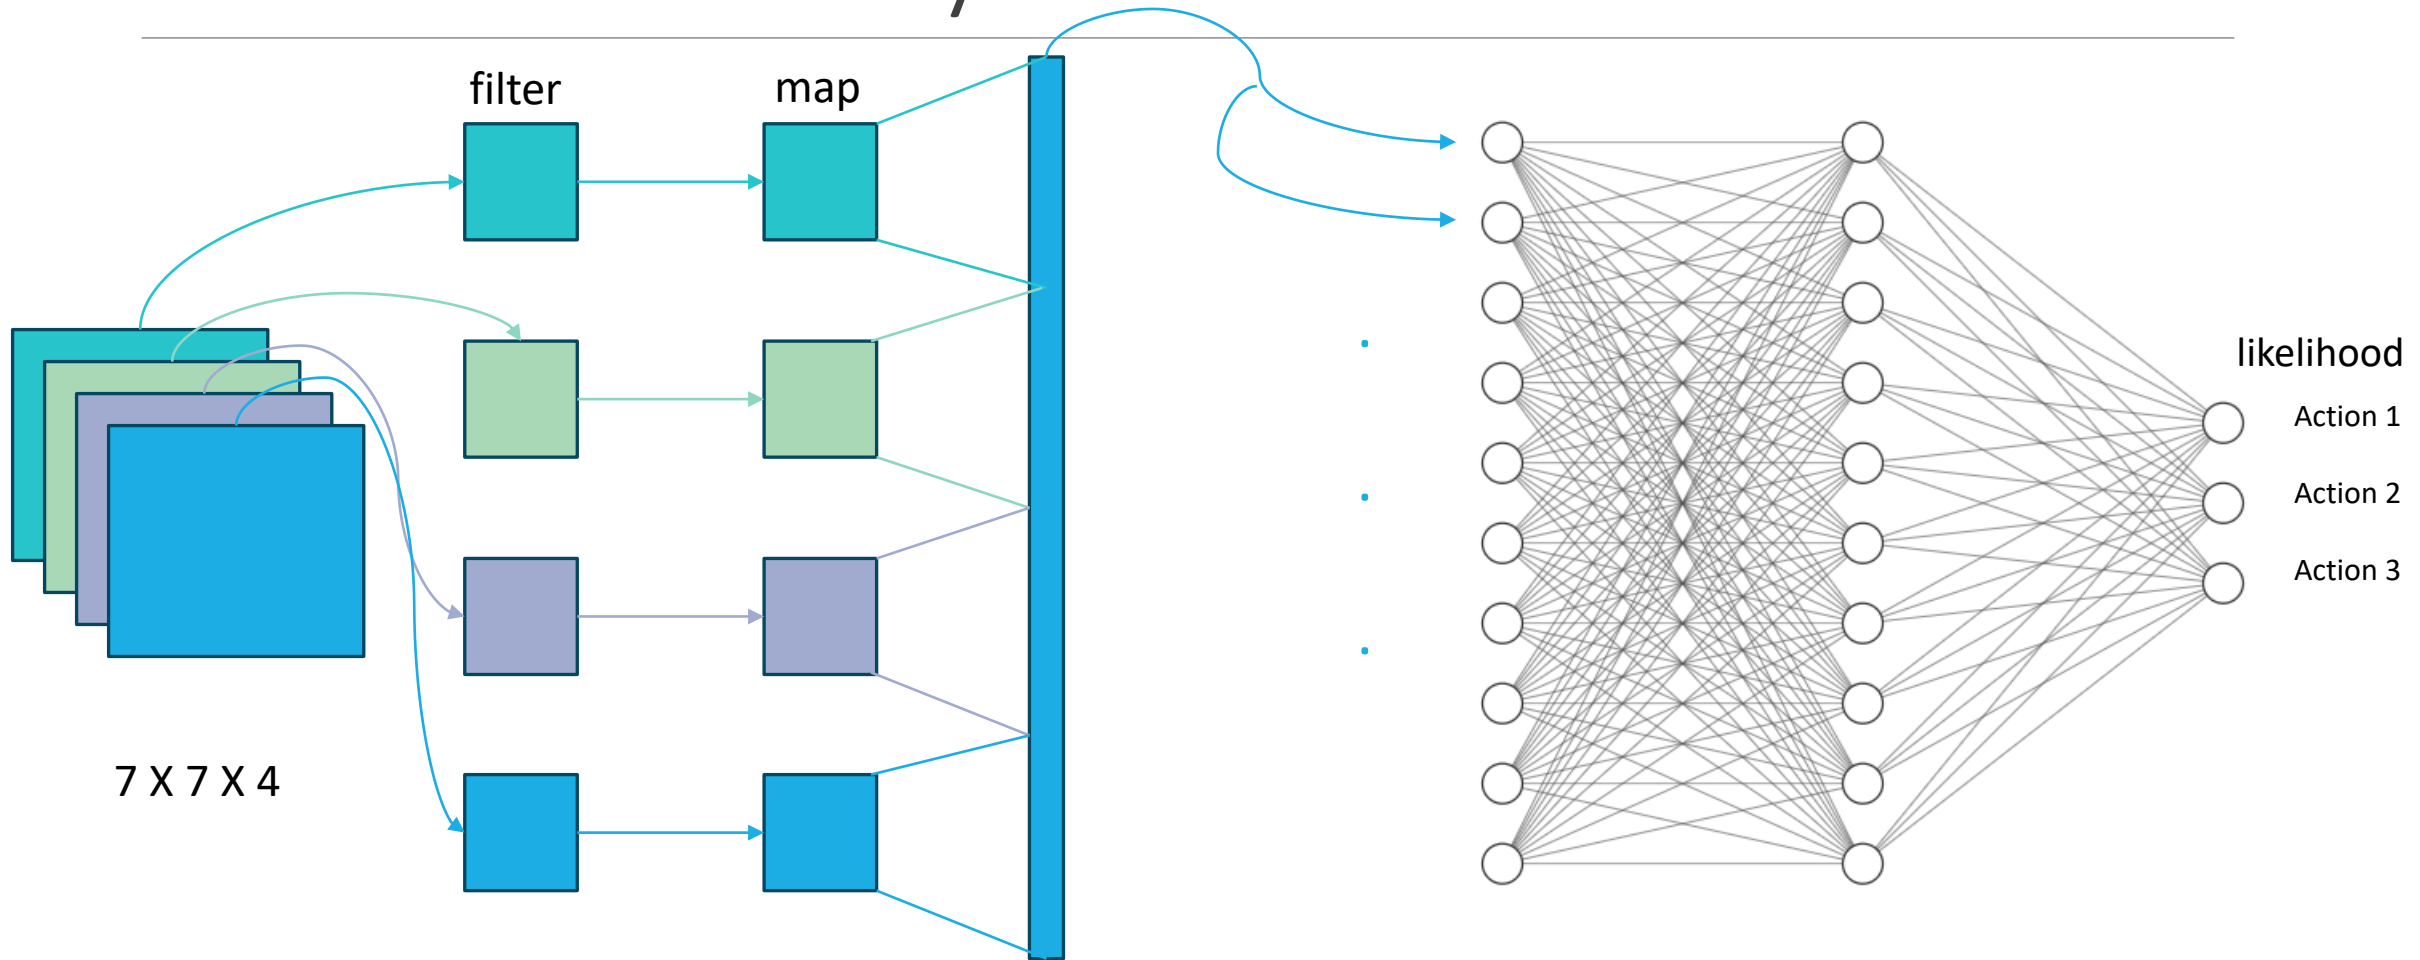 filter
map
likelihood
Action 1
Action 2
Action 3
7 X 7 X 4